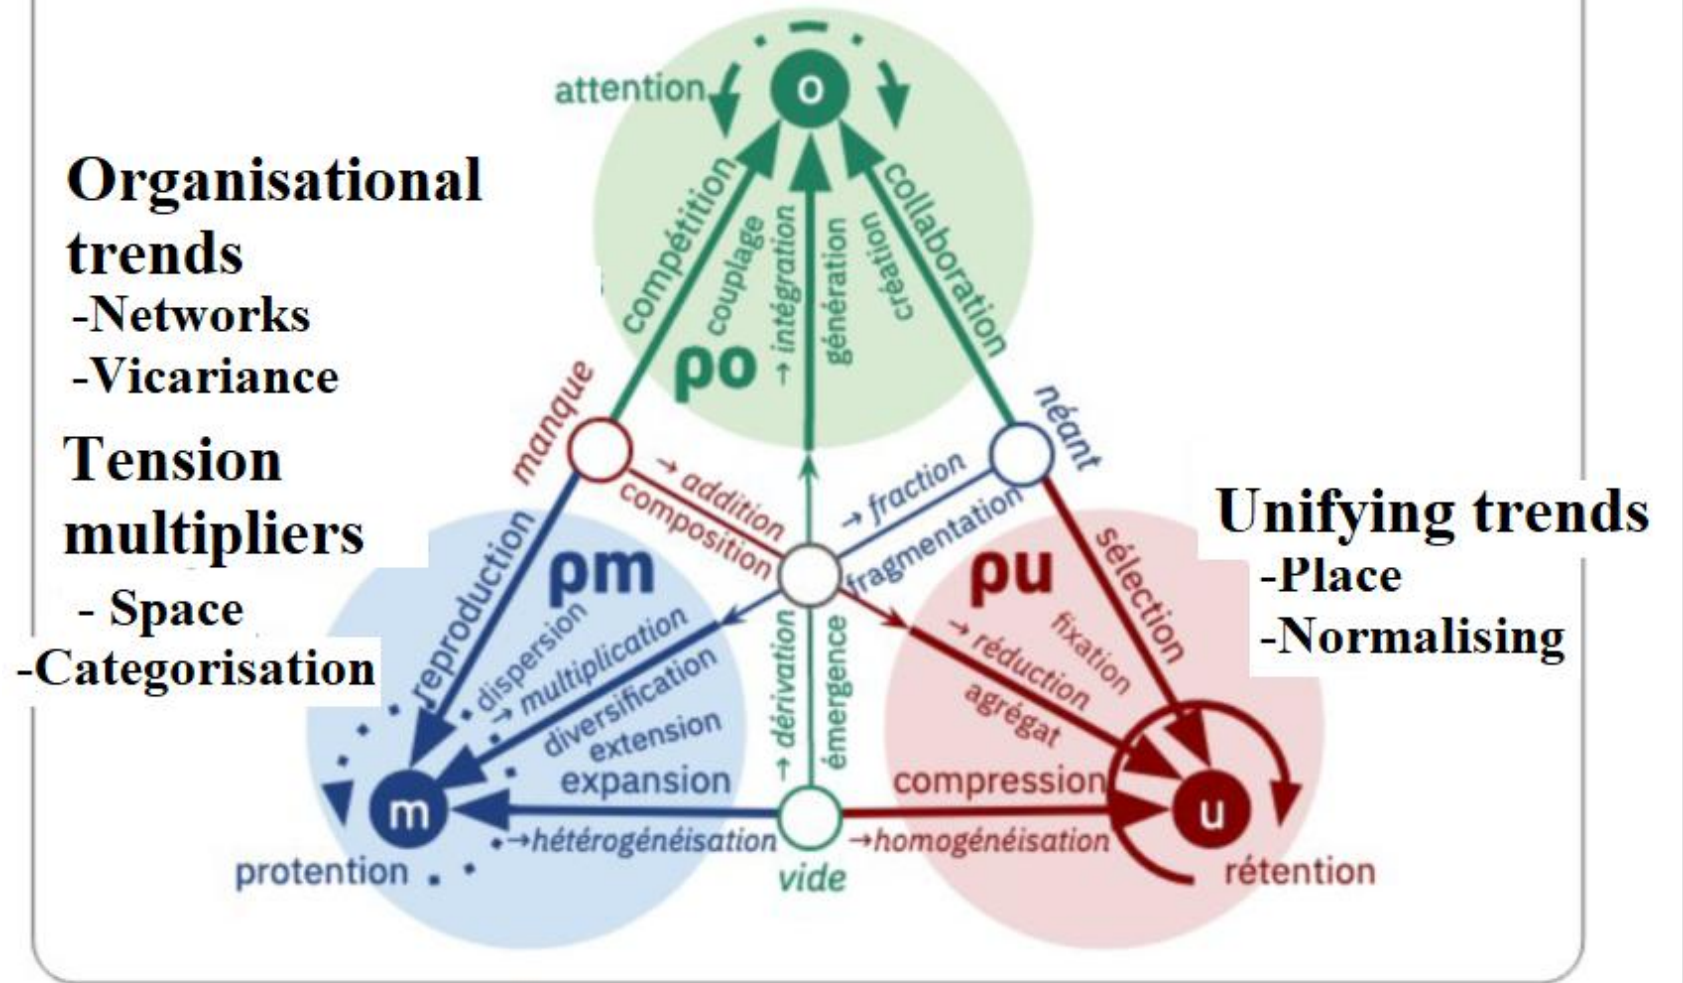 attention
o
Organisational
trends
-Networks
-Vicariance
compétition
couplage
→ intégration
génération
création
collaboration
ρo
manque
néant
Tension
multipliers
- Space
-Categorisation
→ addition
composition
→ fraction
fragmentation
Unifying trends
-Place
-Normalising
reproduction
ρm
dispersion
→ multiplication
diversification
extension
expansion
→hétérogénéisation
m
protention
→ dérivation
émergence
vide
ρu
sélection
fixation
→ réduction
agrégat
compression
→homogénéisation
u
rétention